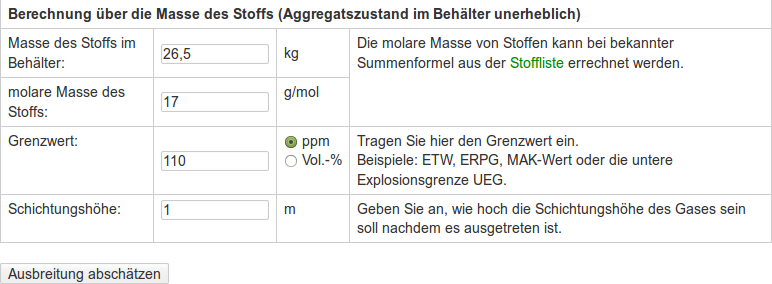 Berechnung über die Masse des Stoffs (Aggregatszustand im Behälter unerheblich)
Masse des Stoffs im
Behälter:
26,5
kg
Die molare Masse von Stoffen kann bei bekannter
Summenformel aus der Stoffliste errechnet werden.
molare Masse des
Stoffs:
17
g/mol
Grenzwert:
110
ppm
Vol.-%
Tragen Sie hier den Grenzwert ein.
Beispiele: ETW, ERPG, MAK-Wert oder die untere
Explosionsgrenze UEG.
Schichtungshöhe:
1
m
Geben Sie an, wie hoch die Schichtungshöhe des Gases sein
soll nachdem es ausgetreten ist.
Ausbreitung abschätzen